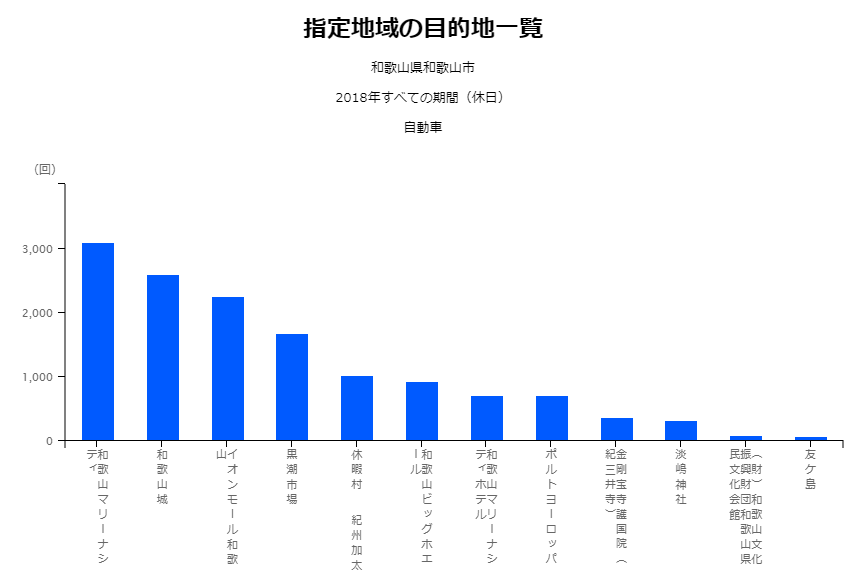 指定地域の目的地一覧
和歌山県和歌山市
2018年すべての期間（休日）
自動車
（回）
3,000
2,000
1,000
0
和歌山マリーナシ
ティ
和歌山城
イオンモール和歌
山
黒潮市場
休暇村　紀州加太
和歌山ビッグホエ
ール
和歌山マリーナシ
ティホテル
ポルトヨーロッパ
金剛宝寺護国院（
紀三井寺）
淡嶋神社
（財）和歌山文化
振興財団和歌山県
民文化会館
友ケ島